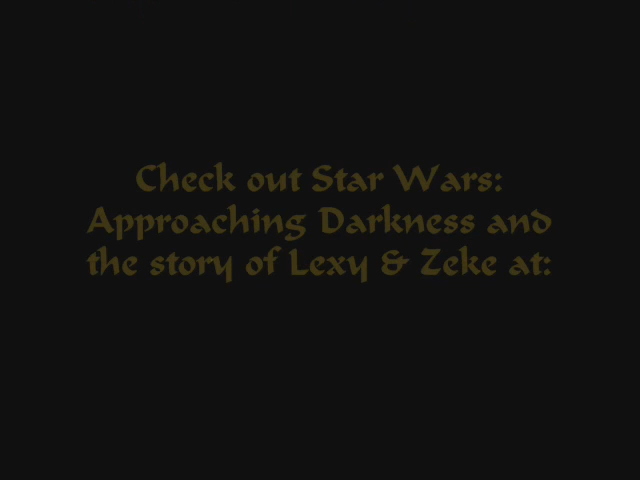 Check out Star Wars:
Approaching Darkness and
the story of Lexy & Zeke at: